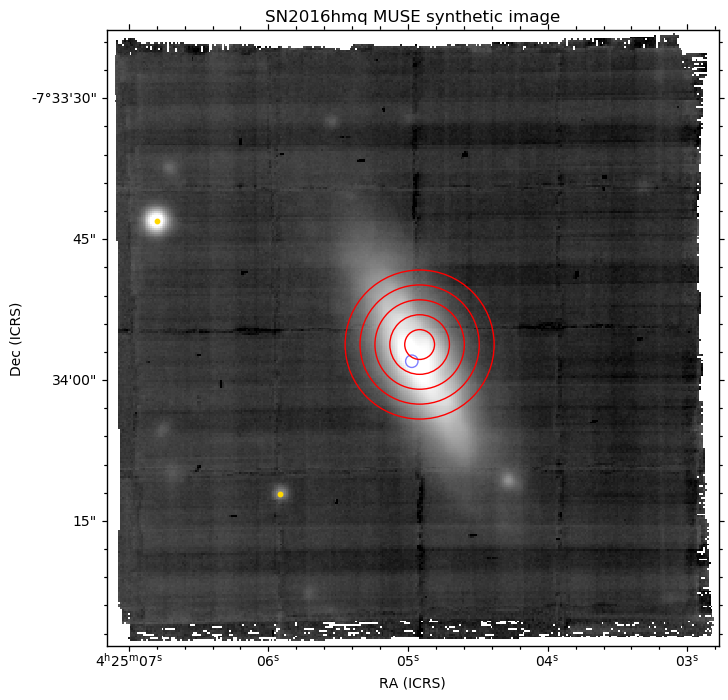 SN2016hmq MUSE synthetic image
-7°33'30"
45"
34'00"
15"
Dec (ICRS)
4ʰ25ᵐ07ˢ 06ˢ 05ˢ 04ˢ 03ˢ
RA (ICRS)